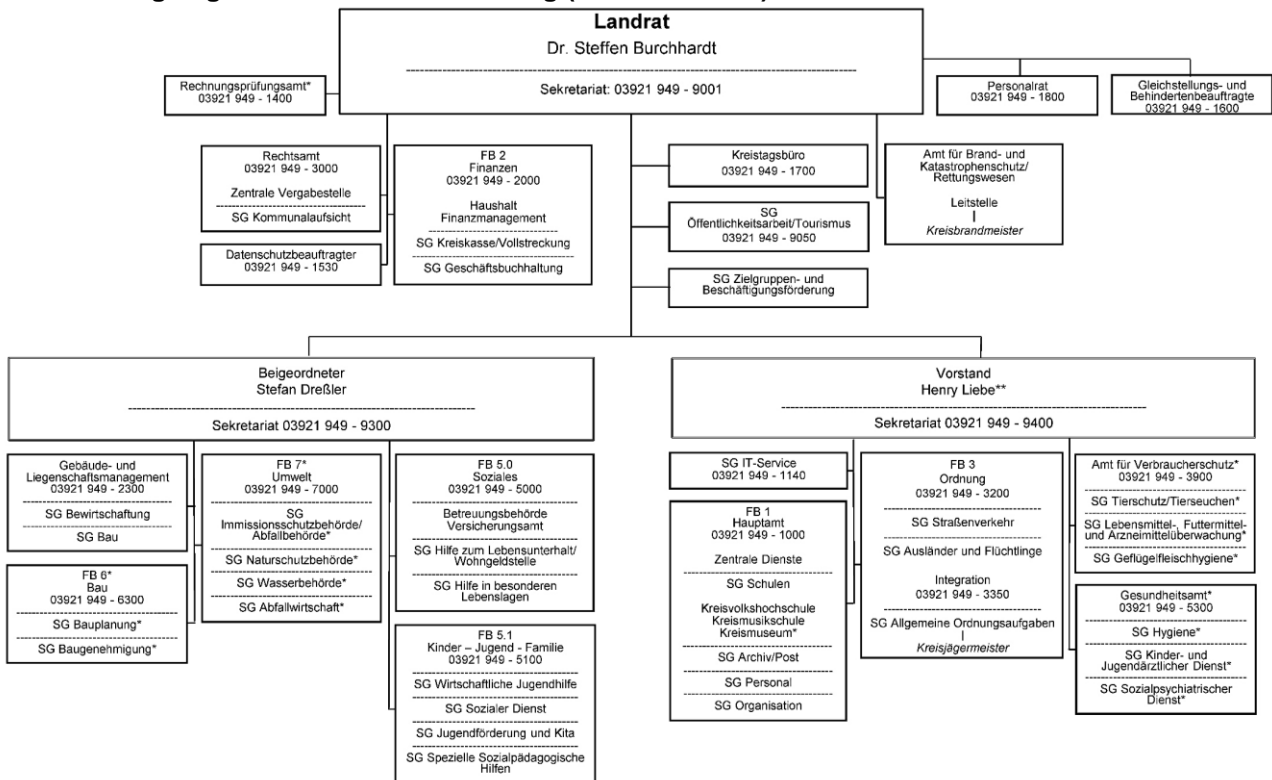 Landrat
Dr. Steffen Burchhardt
Sekretariat: 03921 949 - 9001
Rechnungsprüfungsamt*
03921 949 - 1400
Personalrat
03921 949 - 1800
Gleichstellungs- und
Behindertenbeauftragte
03921 949 - 1600
Rechtsamt
03921 949 - 3000
Zentrale Vergabestelle
SG Kommunalaufsicht
Datenschutzbeauftragter
03921 949 - 1530
FB 2
Finanzen
03921 949 - 2000
Haushalt
Finanzmanagement
SG Kreiskasse/Vollstreckung
SG Geschäftsbuchhaltung
Kreistagsbüro
03921 949 - 1700
SG
Öffentlichkeitsarbeit/Tourismus
03921 949 - 9050
SG Zielgruppen- und
Beschäftigungsförderung
Amt für Brand- und
Katastrophenschutz/
Rettungswesen
Leitstelle
Kreisbrandmeister
Beigeordneter
Stefan Dreßler
Sekretariat 03921 949 - 9300
Gebäude- und
Liegenschaftsmanagement
03921 949 - 2300
SG Bewirtschaftung
SG Bau
FB 6*
Bau
03921 949 - 6300
SG Bauplanung*
SG Baugenehmigung*
FB 7*
Umwelt
03921 949 - 7000
SG
Immissionsschutzbehörde/
Abfallbehörde*
SG Naturschutzbehörde*
SG Wasserbehörde*
SG Abfallwirtschaft*
FB 5.0
Soziales
03921 949 - 5000
Betreuungsbehörde
Versicherungsamt
SG Hilfe zum Lebensunterhalt/
Wohngeldstelle
SG Hilfe in besonderen
Lebenslagen
FB 5.1
Kinder – Jugend - Familie
03921 949 - 5100
SG Wirtschaftliche Jugendhilfe
SG Sozialer Dienst
SG Jugendförderung und Kita
SG Spezielle Sozialpädagogische
Hilfen
Vorstand
Henry Liebe**
Sekretariat 03921 949 - 9400
SG IT-Service
03921 949 - 1140
FB 1
Hauptamt
03921 949 - 1000
Zentrale Dienste
SG Schulen
Kreisvolkshochschule
Kreismusikschule
Kreismuseum*
SG Archiv/Post
SG Personal
SG Organisation
FB 3
Ordnung
03921 949 - 3200
SG Straßenverkehr
SG Ausländer und Flüchtlinge
Integration
03921 949 - 3350
SG Allgemeine Ordnungsaufgaben
Kreisjägermeister
Amt für Verbraucherschutz*
03921 949 - 3900
SG Tierschutz/Tierseuchen*
SG Lebensmittel-, Futtermittel-
und Arzneimittelüberwachung*
SG Geflügelfleischhygiene*
Gesundheitsamt*
03921 949 - 5300
SG Hygiene*
SG Kinder- und
Jugendärztlicher Dienst*
SG Sozialpsychiatrischer
Dienst*